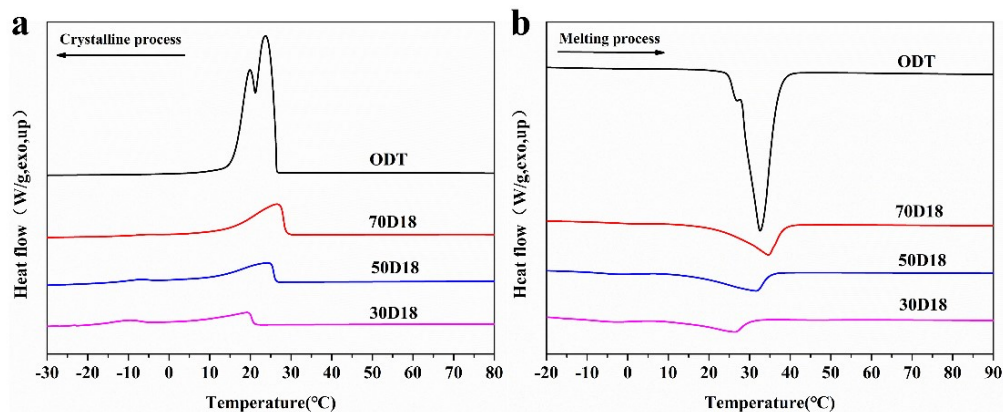 a
Crystalline process
ODT
70D18
50D18
30D18
Heat flow（W/g,exo,up）
-30 -20 -10 0 10 20 30 40 50 60 70 80
Temperature(°C)
b
Melting process
ODT
70D18
50D18
30D18
Heat flow（W/g,exo,up）
-20 -10 0 10 20 30 40 50 60 70 80 90
Temperature(°C)